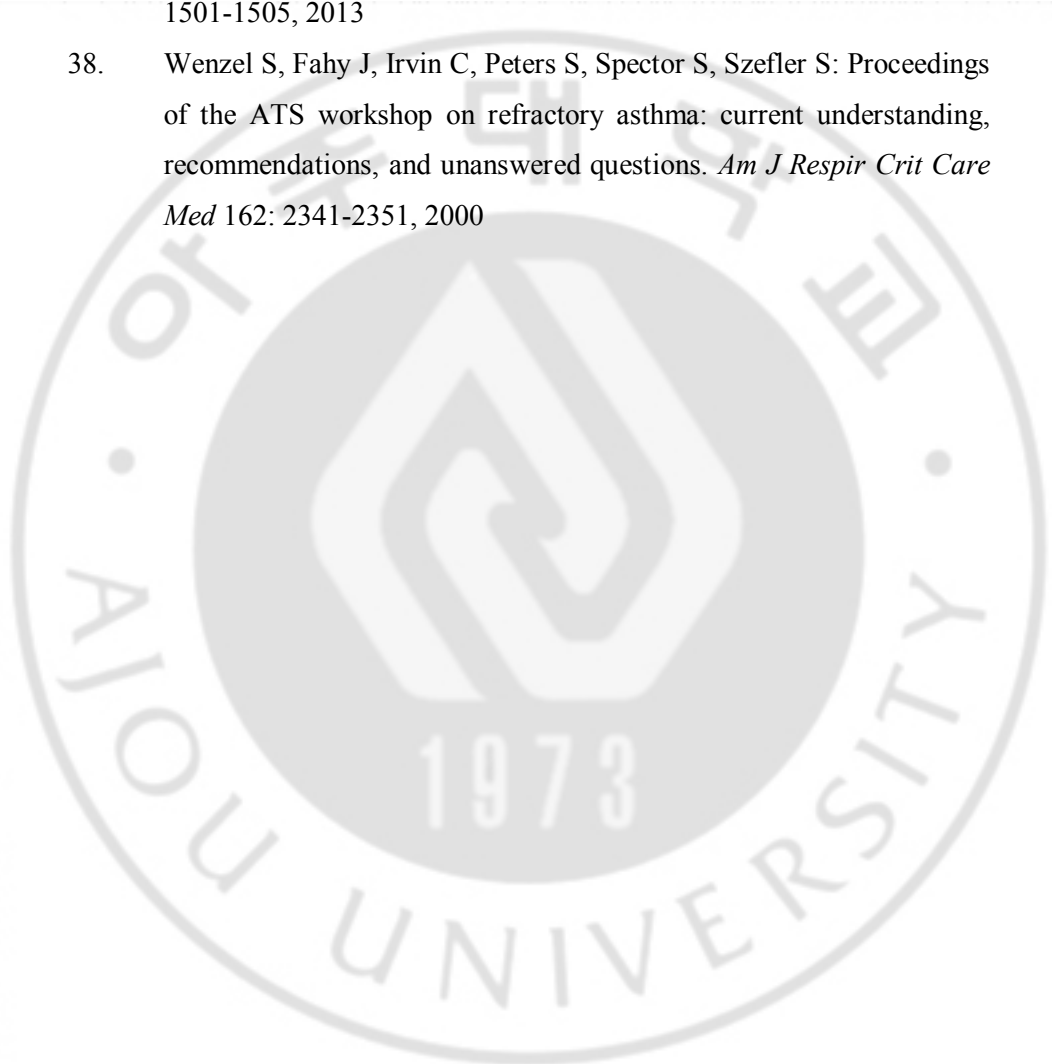 1501-1505, 2013
38. Wenzel S, Fahy J, Irvin C, Peters S, Spector S, Szefler S: Proceedings
of the ATS workshop on refractory asthma: current understanding,
recommendations, and unanswered questions. Am J Respir Crit Care
Med 162: 2341-2351, 2000
아주대학교
1973
AJOU UNIVERSITY